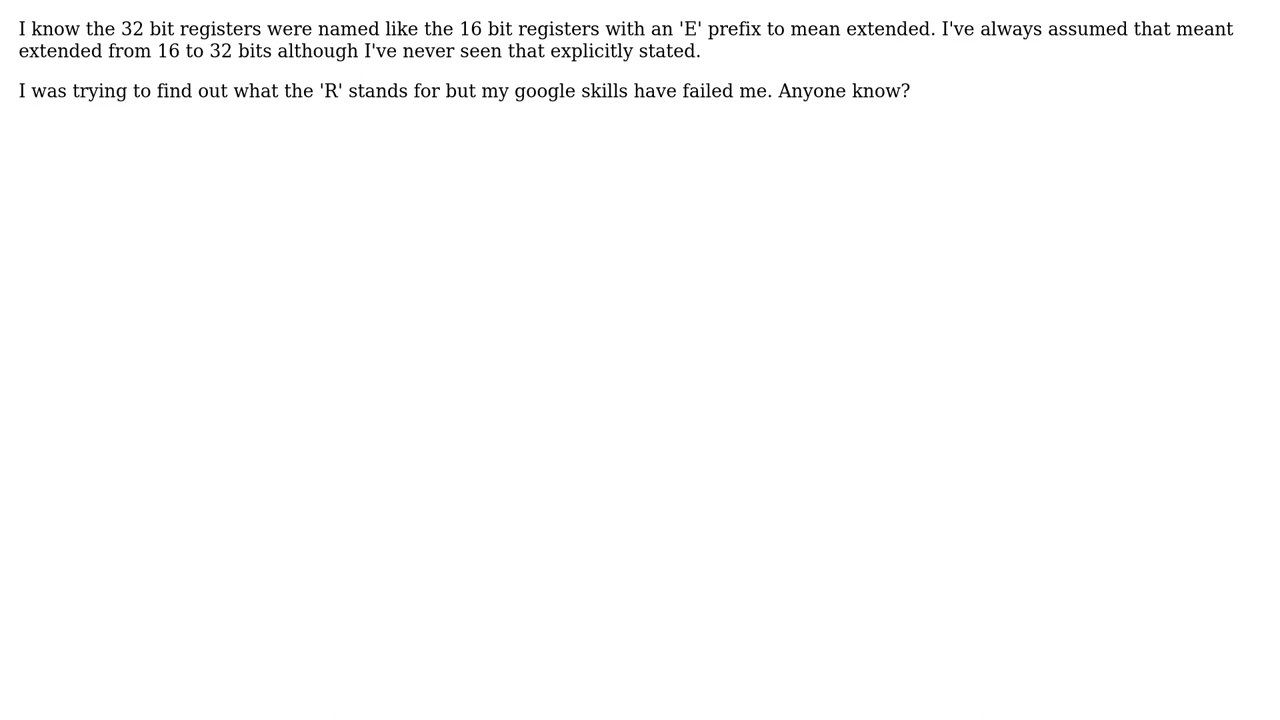 I know the 32 bit registers were named like the 16 bit registers with an 'E' prefix to mean extended. I've always assumed that meant
extended from 16 to 32 bits although I've never seen that explicitly stated.
I was trying to find out what the 'R' stands for but my google skills have failed me. Anyone know?